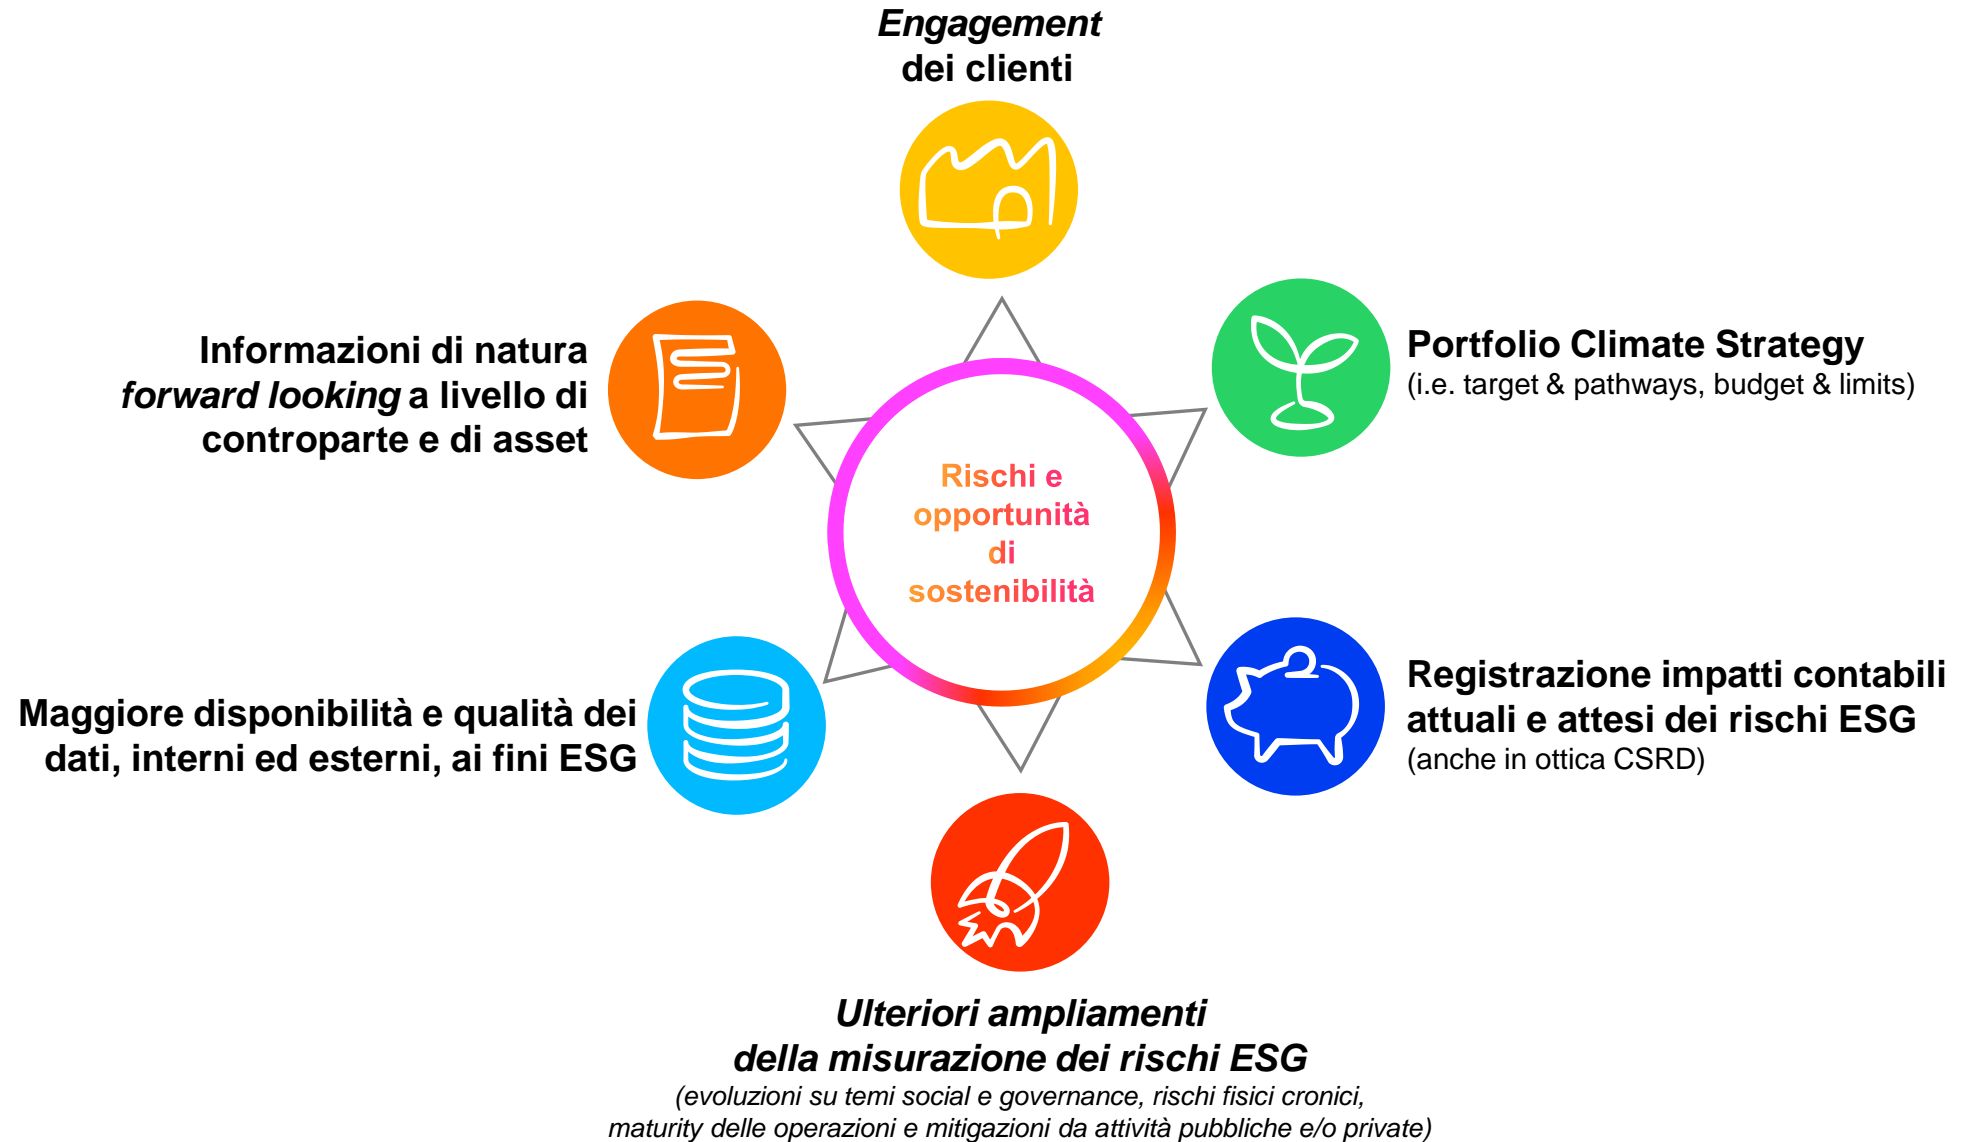 Engagement
dei clienti
Informazioni di natura
forward looking a livello di
controparte e di asset
Portfolio Climate Strategy
(i.e. target & pathways, budget & limits)
Rischi e
opportunità
di
sostenibilità
Maggiore disponibilità e qualità dei
dati, interni ed esterni, ai fini ESG
Registrazione impatti contabili
attuali e attesi dei rischi ESG
(anche in ottica CSRD)
Ulteriori ampliamenti
della misurazione dei rischi ESG
(evoluzioni su temi social e governance, rischi fisici cronici,
maturity delle operazioni e mitigazioni da attività pubbliche e/o private)